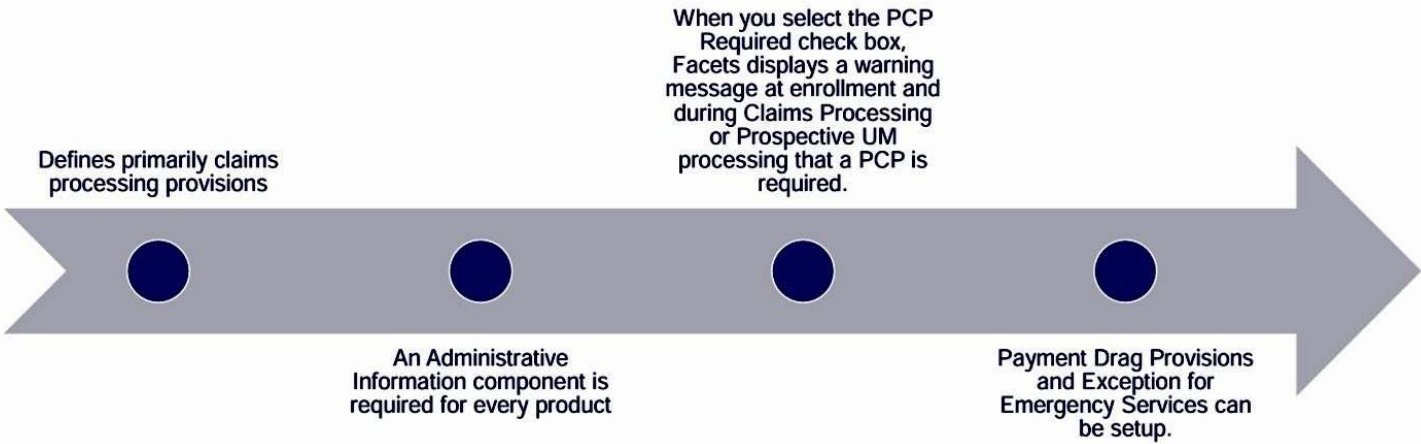 Defines primarily claims
processing provisions
An Administrative
Information component is
required for every product
When you select the PCP
Required check box,
Facets displays a warning
message at enrollment and
during Claims Processing
or Prospective UM
processing that a PCP is
required.
Payment Drag Provisions
and Exception for
Emergency Services can
be setup.